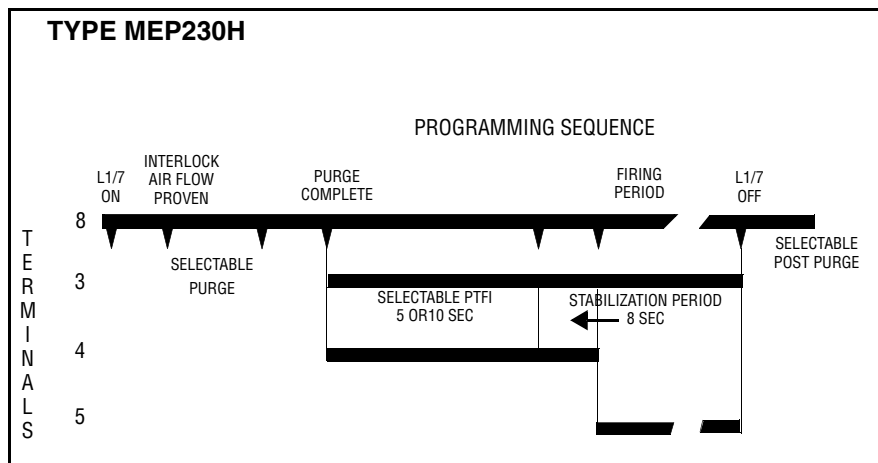 TYPE MEP230H
PROGRAMMING SEQUENCE
L1/7
ON
INTERLOCK
AIR FLOW
PROVEN
PURGE
COMPLETE
FIRING
PERIOD
L1/7
OFF
8
SELECTABLE
PURGE
SELECTABLE
POST PURGE
3
SELECTABLE PTFI
5 OR10 SEC
STABILIZATION PERIOD
8 SEC
4
5
T
E
R
M
I
N
A
L
S